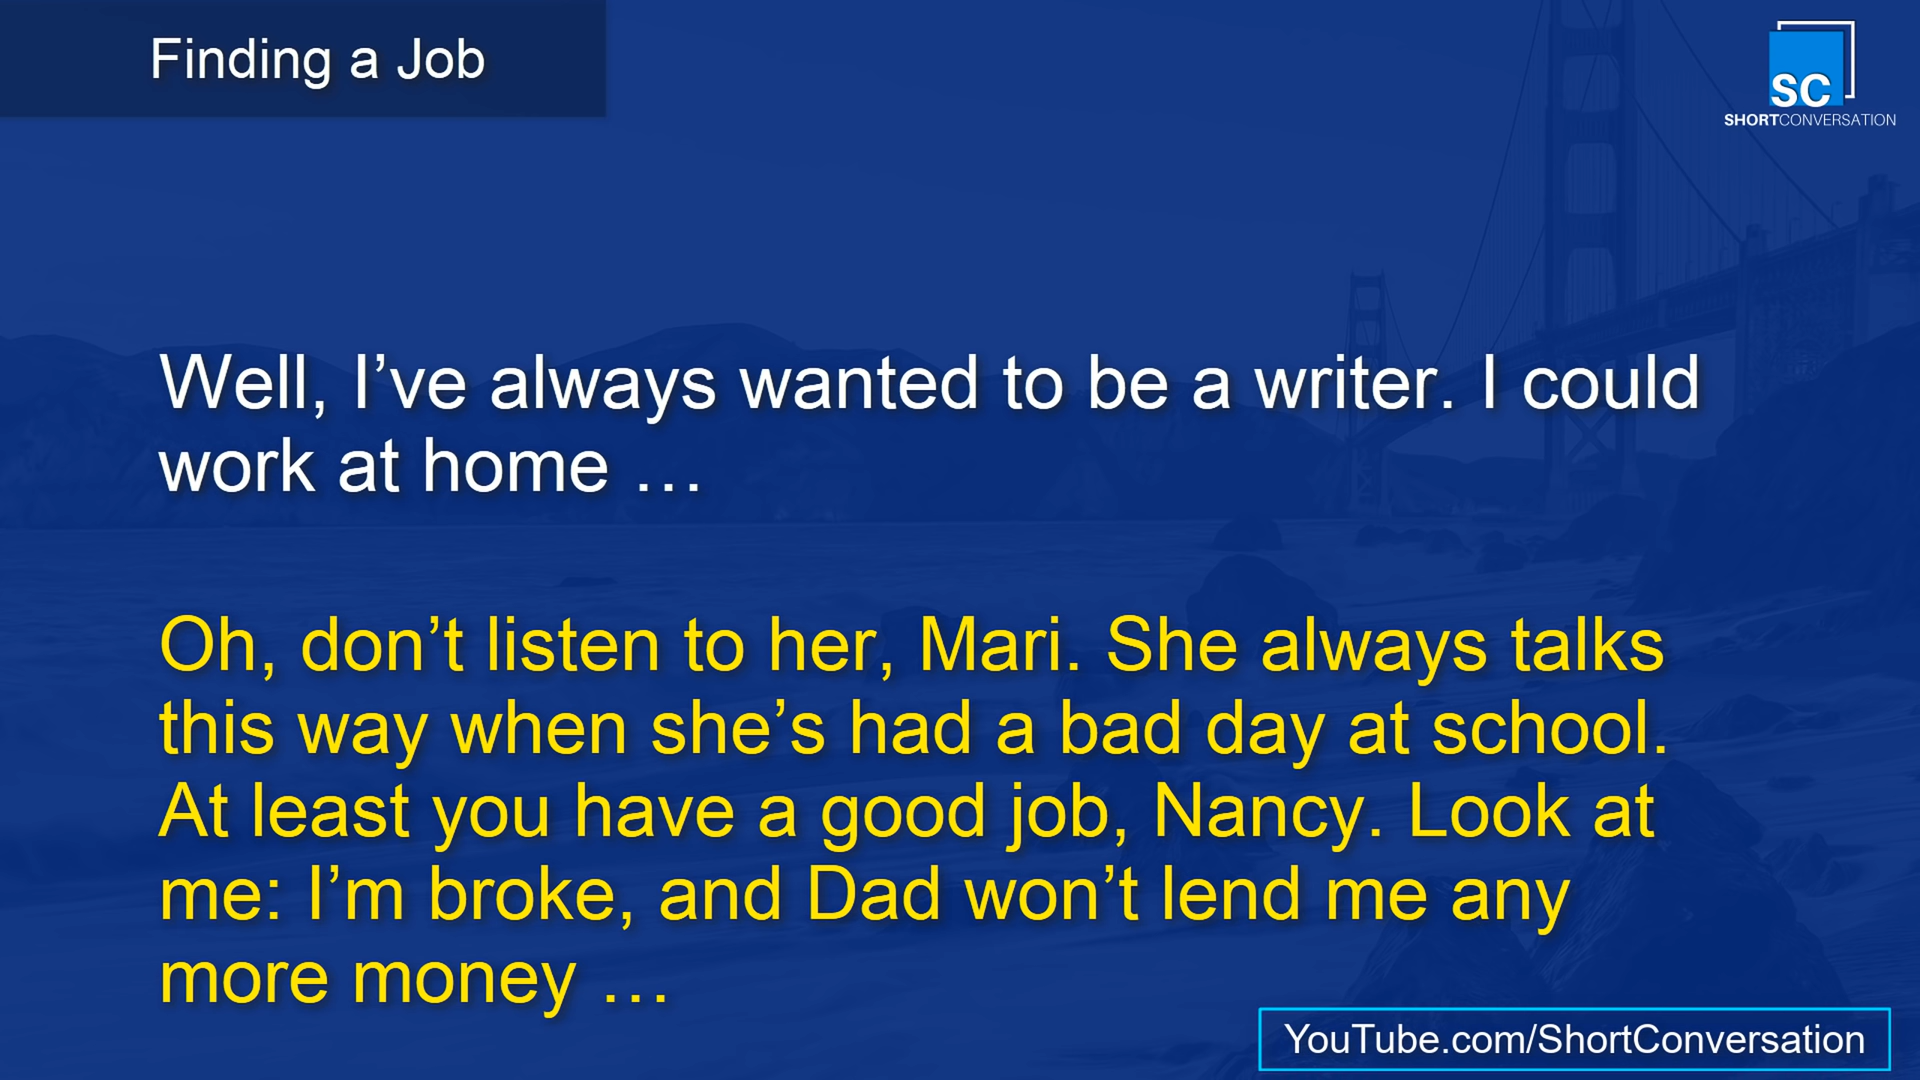 Finding a Job
SC
SHORTCONVERSATION
Well, I’ve always wanted to be a writer. I could
work at home …
Oh, don’t listen to her, Mari. She always talks
this way when she’s had a bad day at school.
At least you have a good job, Nancy. Look at
me: I’m broke, and Dad won’t lend me any
more money …
YouTube.com/ShortConversation